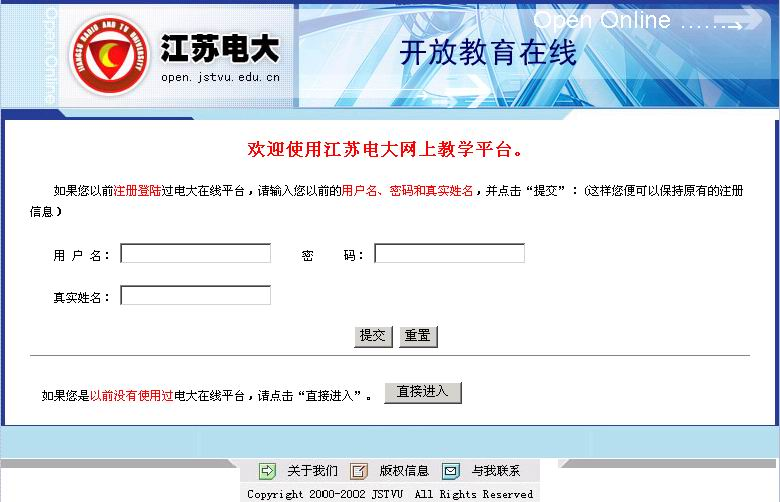 Open Online
JIANGSU RADIO AND TV UNIVERSITY
江苏电大
open.jstvu.edu.cn
Open Online ......
开放教育在线
欢迎使用江苏电大网上教学平台。
如果您以前注册登陆过电大在线平台，请输入您以前的用户名、密码和真实姓名，并点击“提交”：(这样您便可以保持原有的注册
信息)
用 户 名： 密 码：
真实姓名：
提交 重置
如果您是以前没有使用过电大在线平台，请点击“直接进入”。 直接进入
关于我们 版权信息 与我联系
Copyright 2000-2002 JSTVU All Rights Reserved